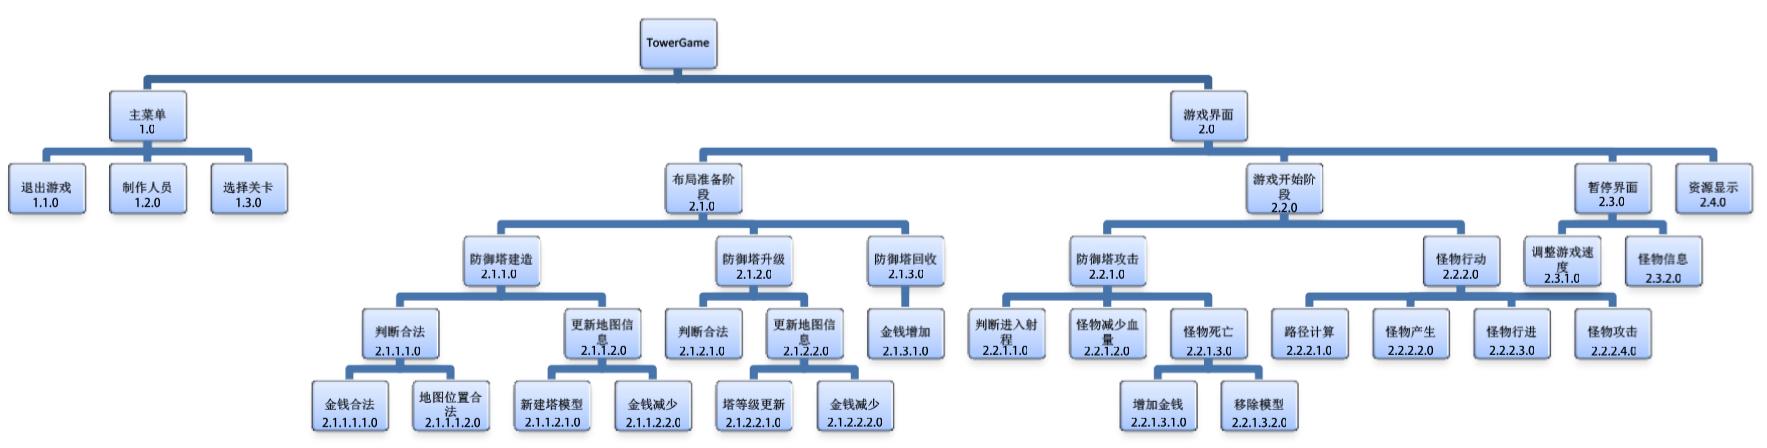 TowerGame
主菜单
1.0
游戏界面
2.0
退出游戏
1.1.0
制作人员
1.2.0
选择关卡
1.3.0
布局准备阶
段
2.1.0
游戏开始阶
段
2.2.0
暂停界面
2.3.0
资源显示
2.4.0
防御塔建造
2.1.1.0
防御塔升级
2.1.2.0
防御塔回收
2.1.3.0
防御塔攻击
2.2.1.0
怪物行动
2.2.2.0
调整游戏速
度
2.3.1.0
怪物信息
2.3.2.0
判断合法
2.1.1.1.0
更新地图信
息
2.1.1.2.0
判断合法
2.1.2.1.0
更新地图信
息
2.1.2.2.0
金钱增加
2.1.3.1.0
判断进入射
程
2.2.1.1.0
怪物减少血
量
2.2.1.2.0
怪物死亡
2.2.1.3.0
路径计算
2.2.2.1.0
怪物产生
2.2.2.2.0
怪物行进
2.2.2.3.0
怪物攻击
2.2.2.4.0
金钱合法
2.1.1.1.1.0
地图位置合
法
2.1.1.1.2.0
新建塔模型
2.1.1.2.1.0
金钱减少
2.1.1.2.2.0
塔等级更新
2.1.2.2.1.0
金钱减少
2.1.2.2.2.0
增加金钱
2.2.1.3.1.0
移除模型
2.2.1.3.2.0